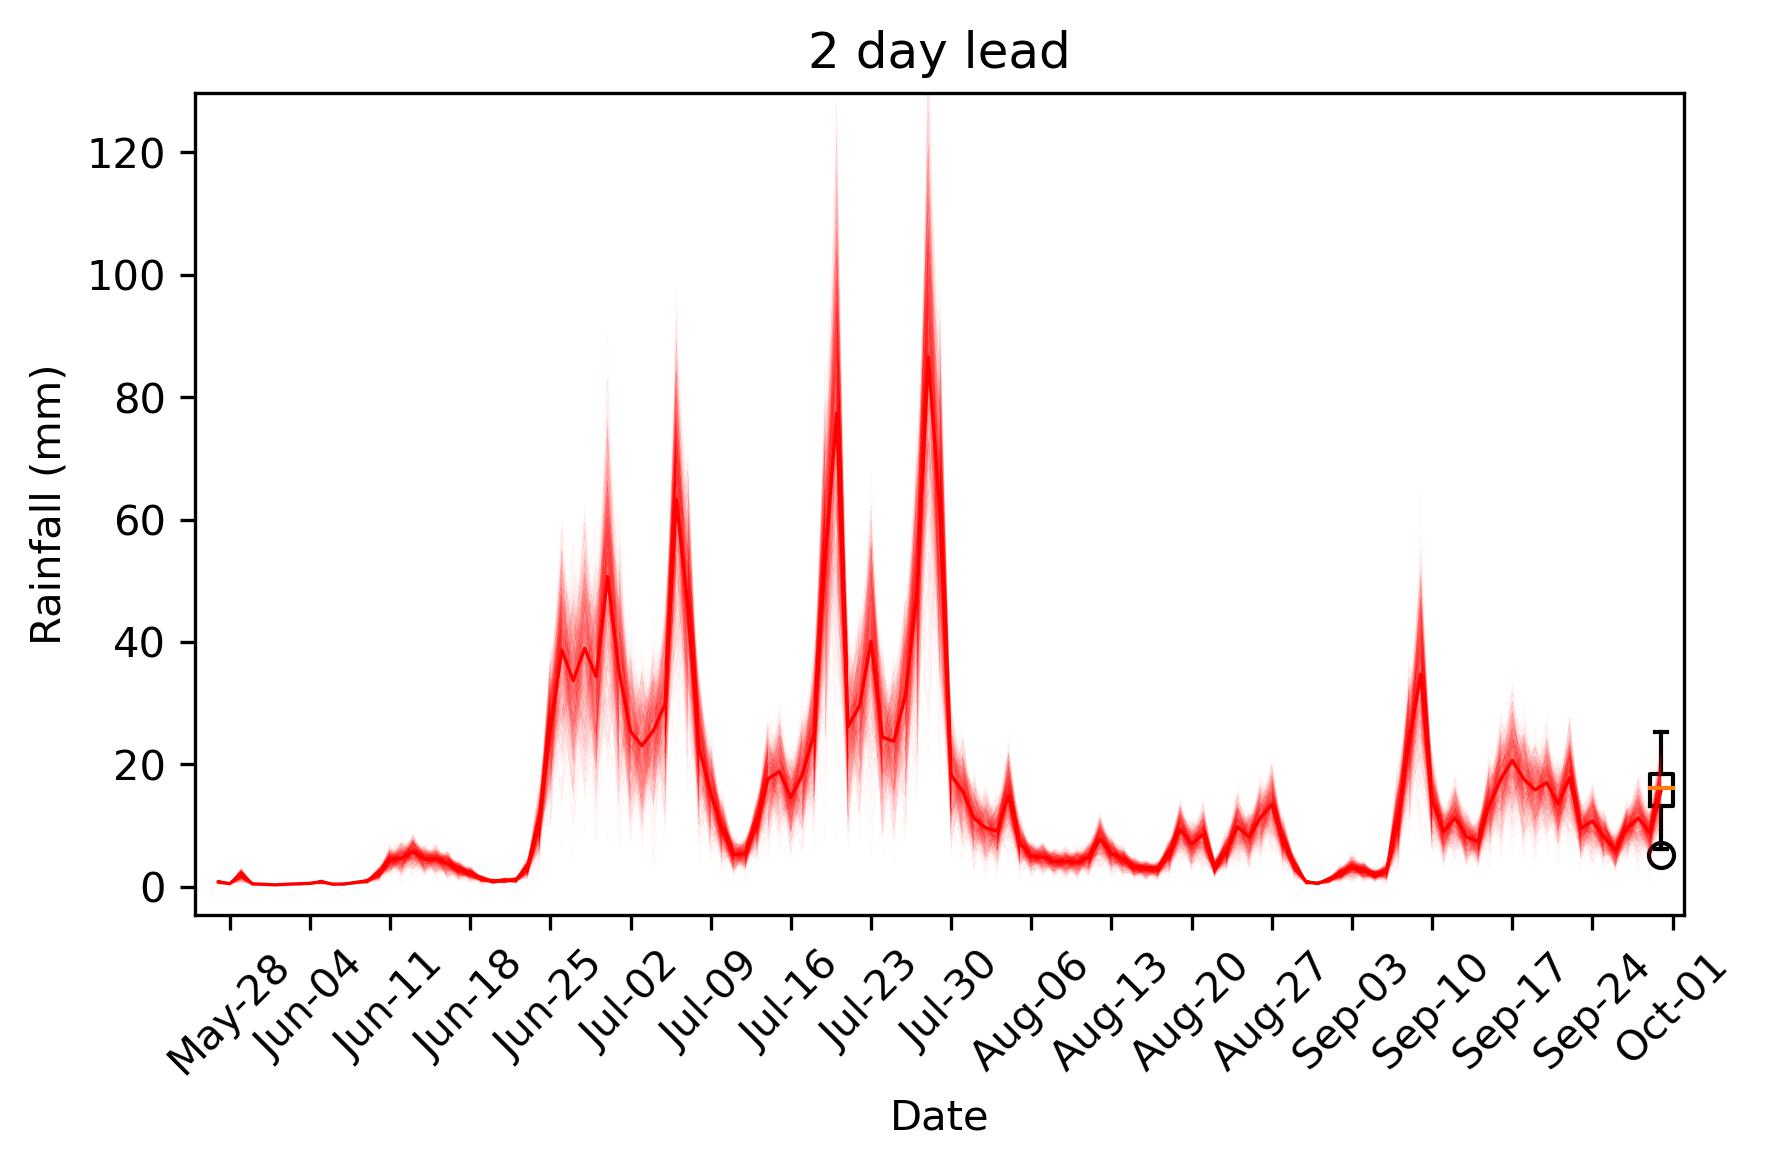 2 day lead
Rainfall (mm)
120
100
80
60
40
20
0
May-28
Jun-04
Jun-11
Jun-18
Jun-25
Jul-02
Jul-09
Jul-16
Jul-23
Jul-30
Aug-06
Aug-13
Aug-20
Aug-27
Sep-03
Sep-10
Sep-17
Sep-24
Oct-01
Date